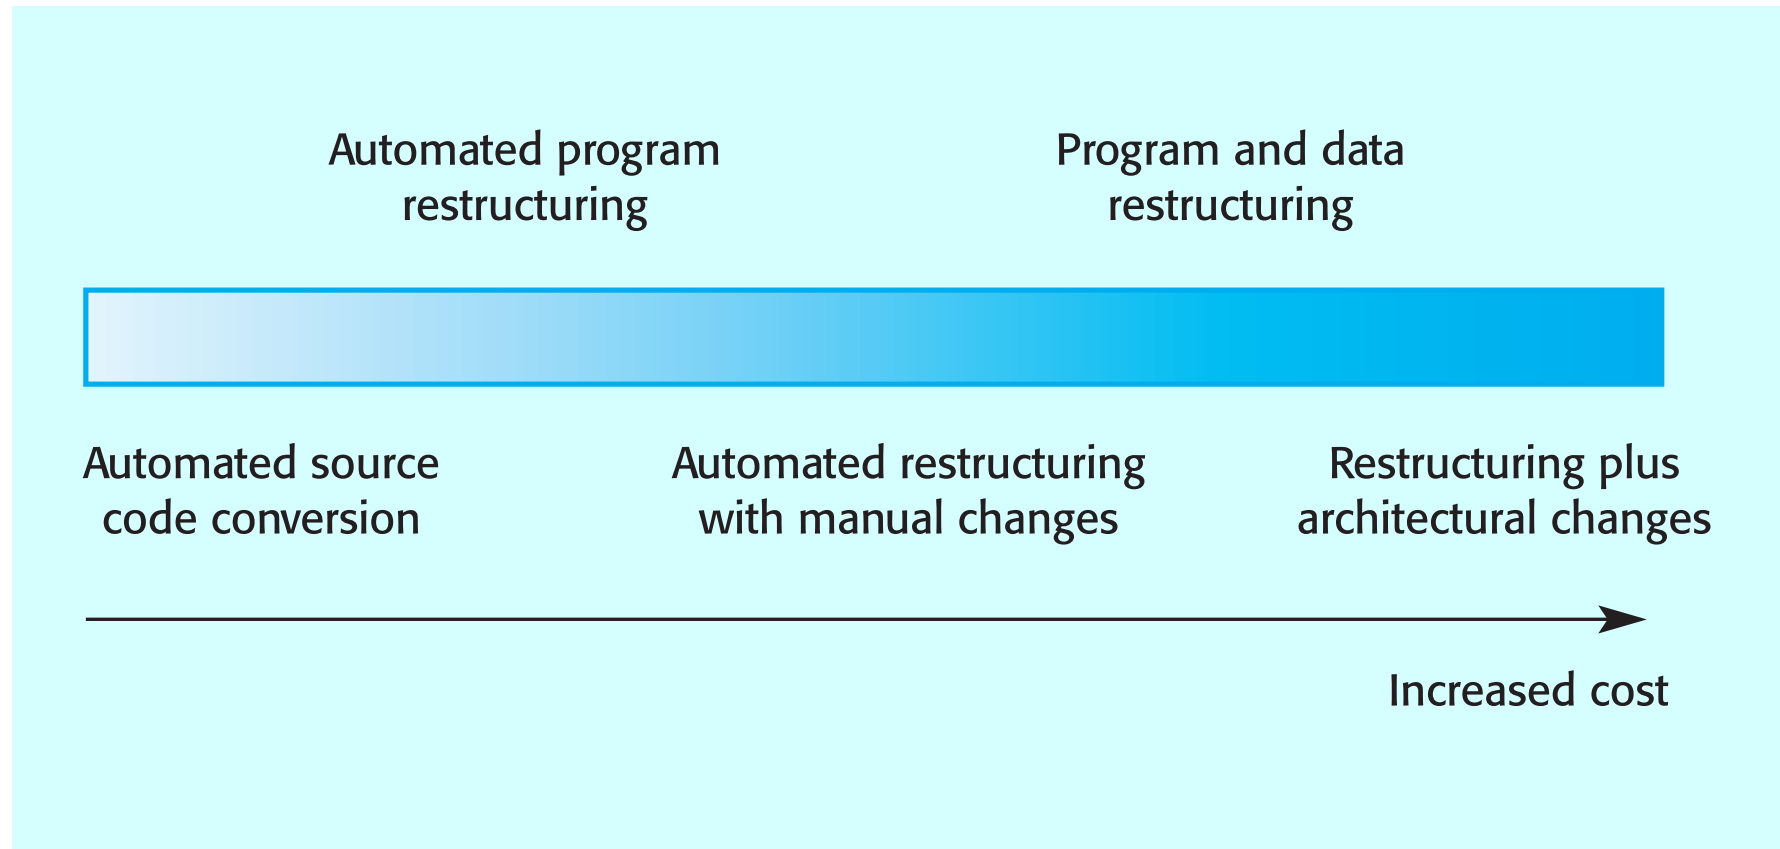 Automated program
restructuring
Program and data
restructuring
Automated source
code conversion
Automated restructuring
with manual changes
Restructuring plus
architectural changes
Increased cost